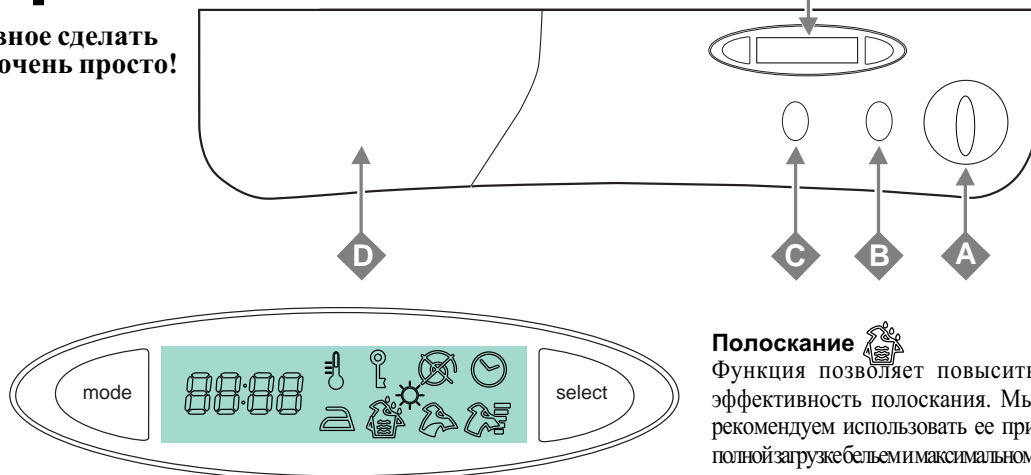 вное сделать
очень просто!
D
C
B
A
mode
88:88
select
Полоскание
Функция позволяет повысить
эффективность полоскания. Мы
рекомендуем использовать ее при
полной загрузке бельем и максимальном